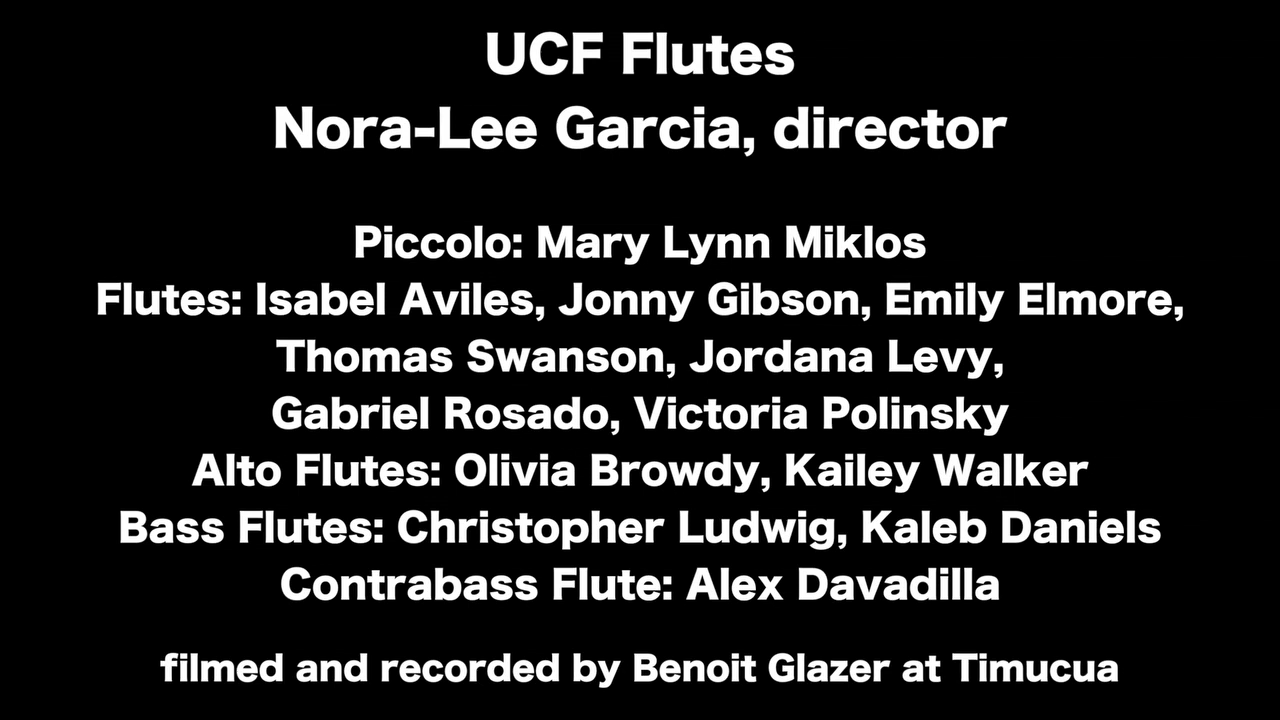 UCF Flutes
Nora-Lee Garcia, director
Piccolo: Mary Lynn Miklos
Flutes: Isabel Aviles, Jonny Gibson, Emily Elmore,
Thomas Swanson, Jordana Levy,
Gabriel Rosado, Victoria Polinsky
Alto Flutes: Olivia Browdy, Kailey Walker
Bass Flutes: Christopher Ludwig, Kaleb Daniels
Contrabass Flute: Alex Davadilla
filmed and recorded by Benoit Glazer at Timucua